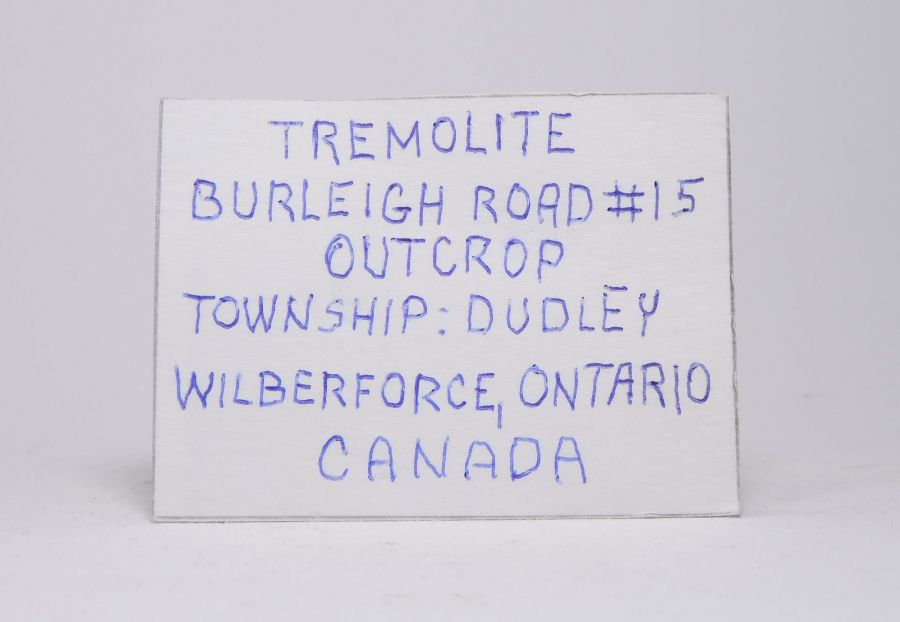 TREMOLITE
BURLEIGH ROAD #15
OUTCROP
TOWNSHIP: DUDLEY
WILBERFORCE, ONTARIO
CANADA